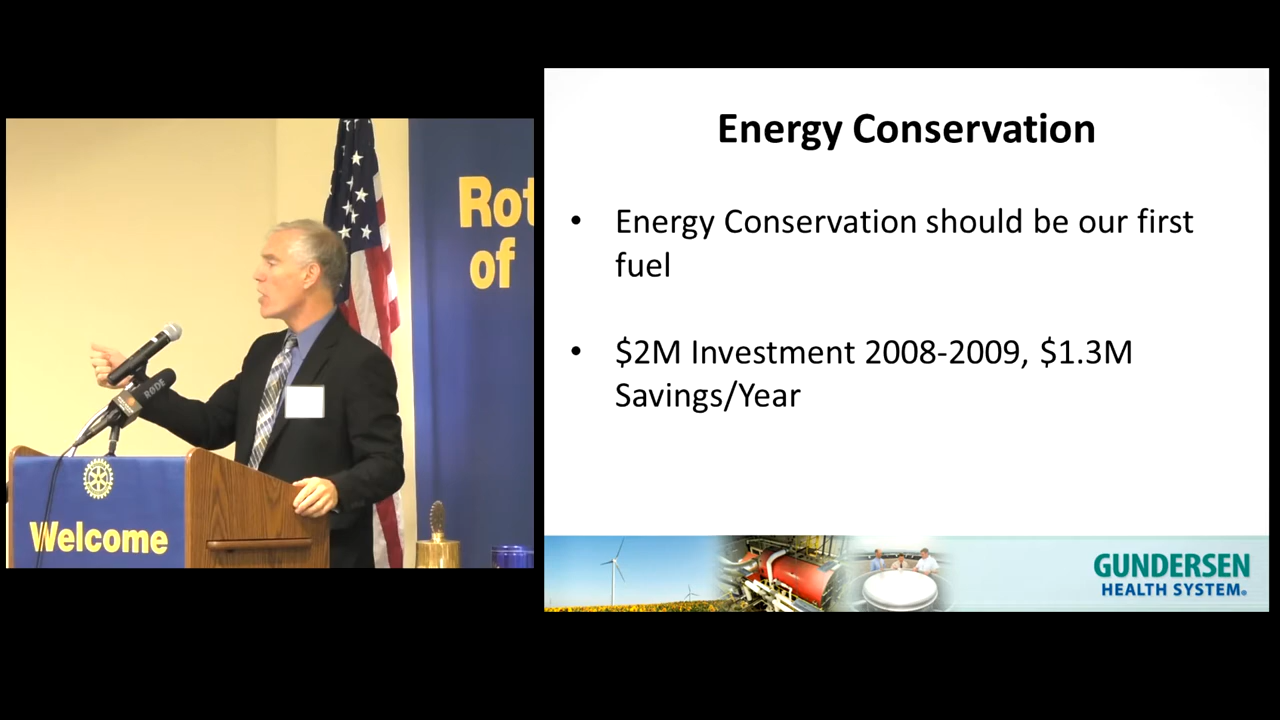 Rot
of
RODE
Welcome
Energy Conservation
• Energy Conservation should be our first
fuel
• $2M Investment 2008-2009, $1.3M
Savings/Year
GUNDERSEN
HEALTH SYSTEM®